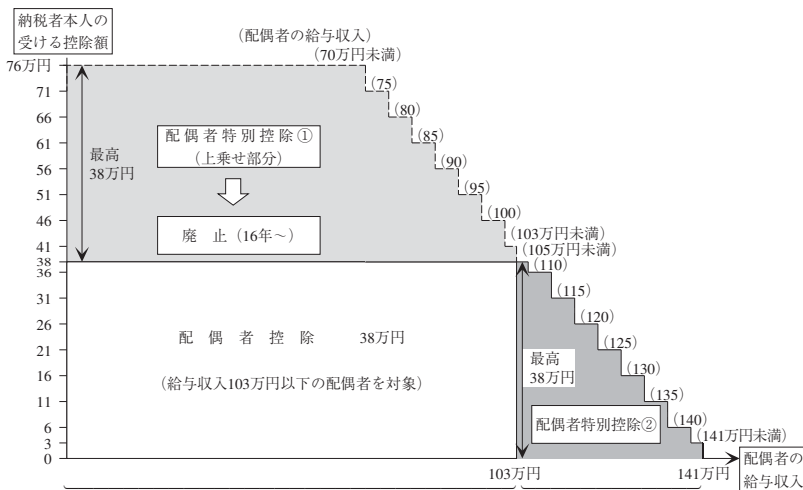 納税者本人の
受ける控除額
(配偶者の給与収入)
(70万円未満)
76万円
71
66
61
56
51
46
41
38
36
31
26
21
16
11
6
3
0
(75)
(80)
(85)
(90)
(95)
(100)
(103万円未満)
(105万円未満)
(110)
(115)
(120)
(125)
(130)
(135)
(140)
(141万円未満)
最高
38万円
配偶者特別控除①
(上乗せ部分)
廃 止(16年~)
配 偶 者 控 除 38万円
(給与収入103万円以下の配偶者を対象)
最高
38万円
配偶者特別控除②
103万円
141万円
配偶者の
給与収入